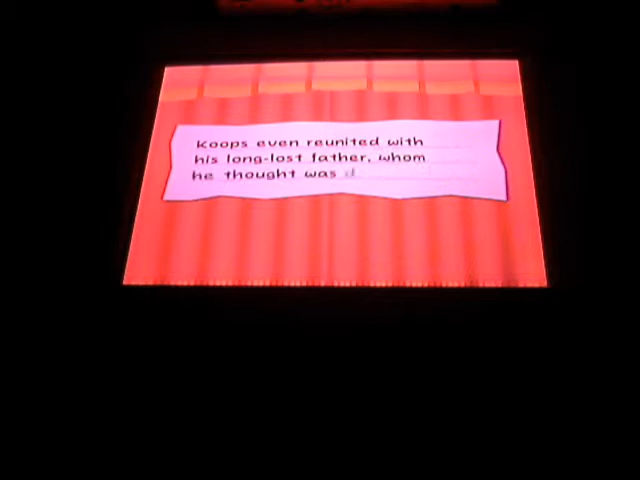 Koops even reunited with
his long-lost father, whom
he thought was d